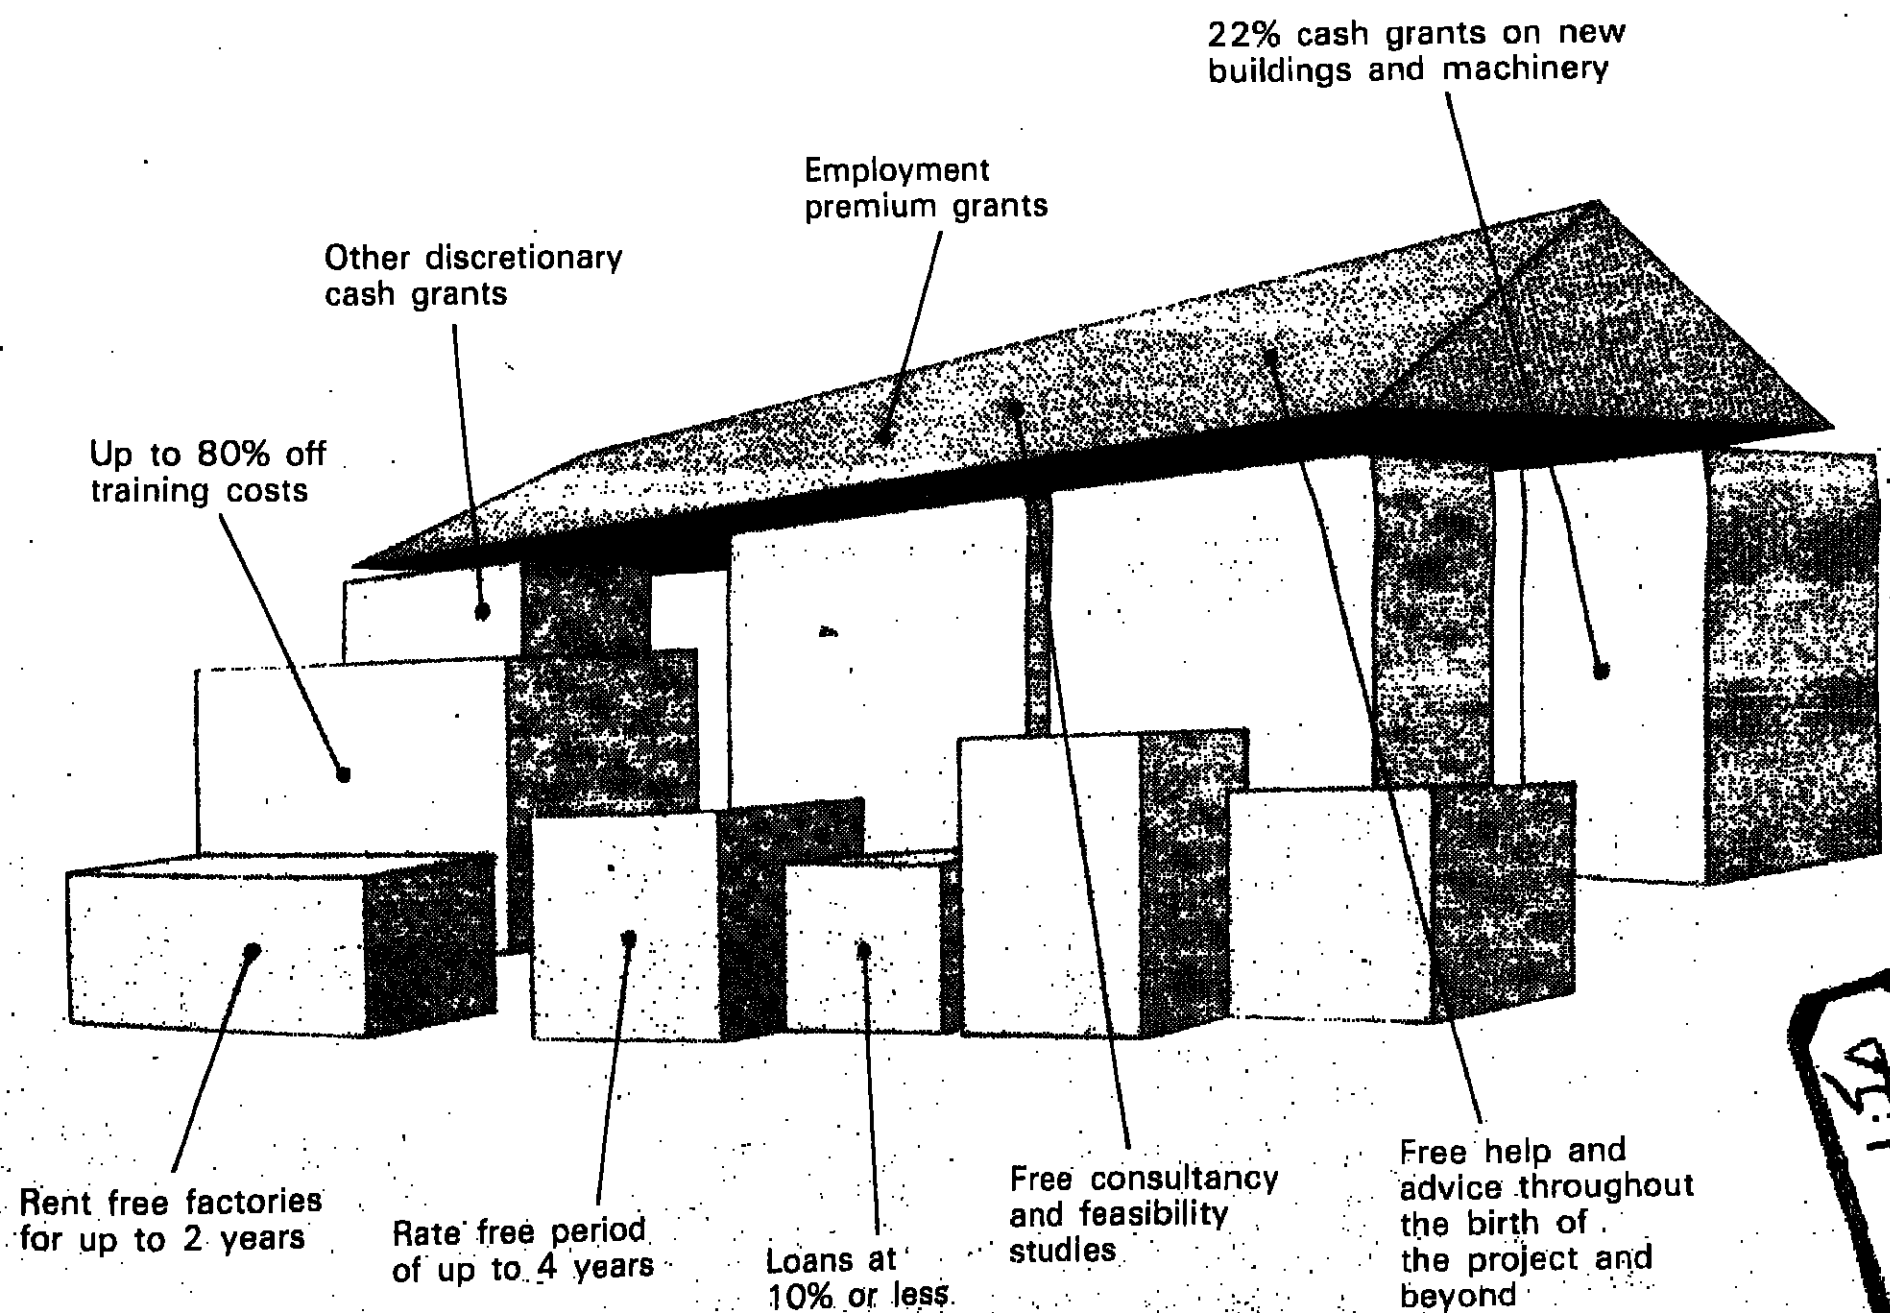 22% cash grants on new
buildings and machinery
Employment
premium grants
Other discretionary
cash grants
Up to 80% off
training costs
Rent free factories
for up to 2 years
Rate free period
of up to 4 years
Loans at
10% or less.
Free consultancy
and feasibility
studies
Free help and
advice throughout
the birth of
the project and
beyond